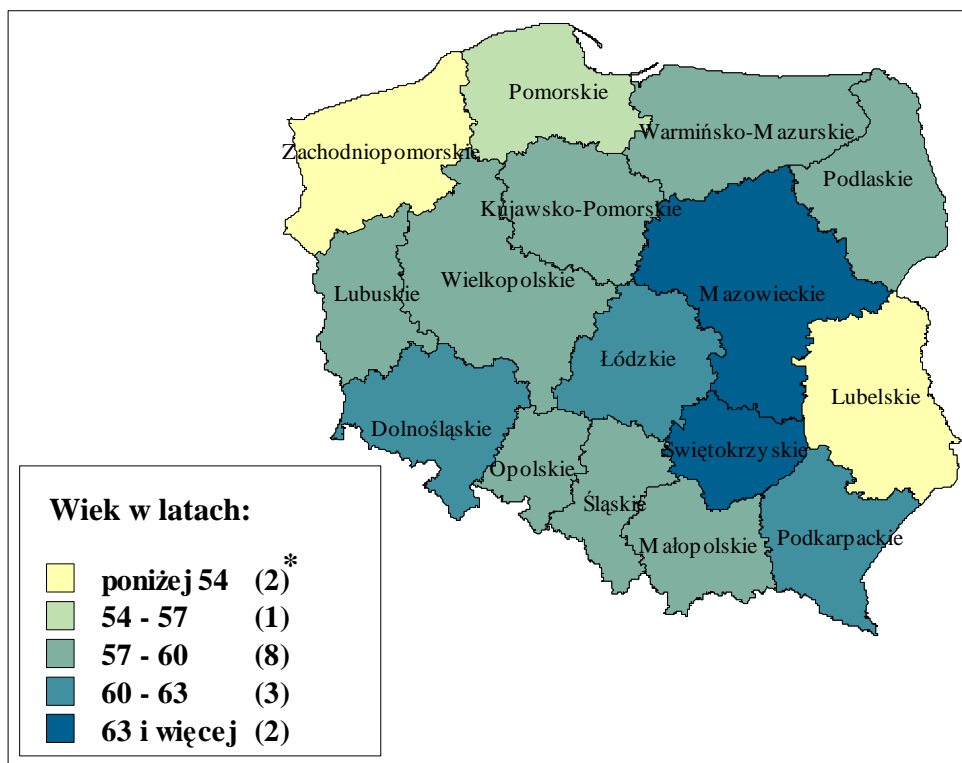 Pomorskie
Warmińsko-Mazurskie
Zachodniopomorskie
Podlaskie
Kujawsko-Pomorskie
Wielkopolskie
Lubuskie
Mazowieckie
Łódzkie
Lubelskie
Dolnośląskie
Świętokrzyskie
Opolskie
Śląskie
Podkarpackie
Małopolskie
Wiek w latach:
poniżej 54 (2)*
54 - 57 (1)
57 - 60 (8)
60 - 63 (3)
63 i więcej (2)